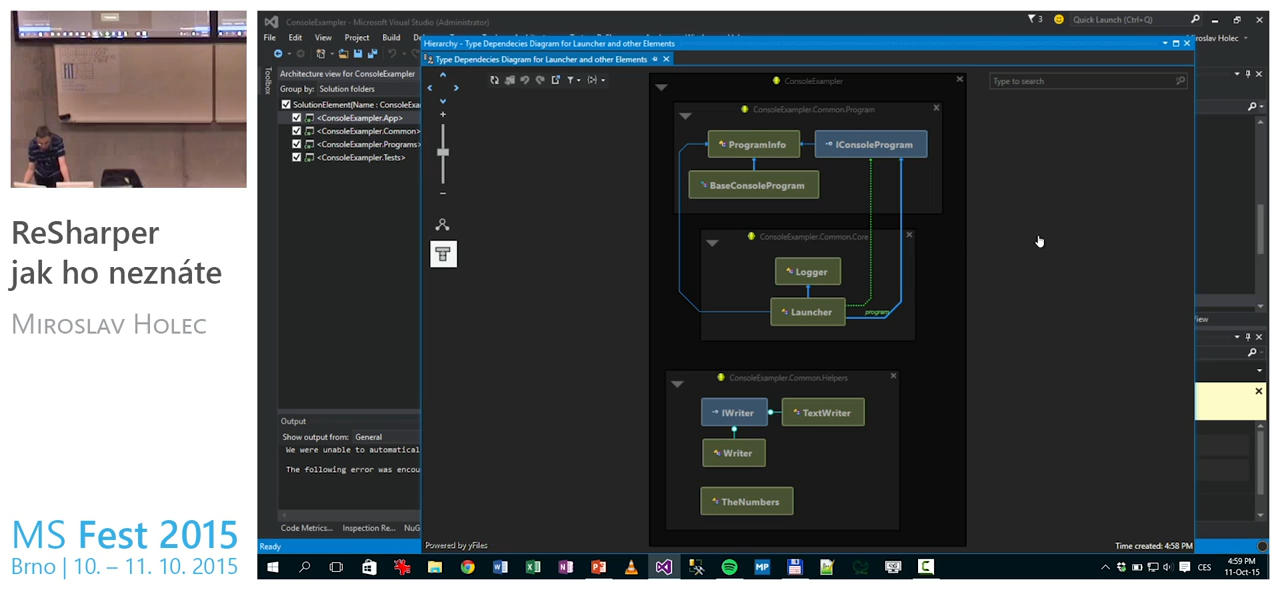 ReSharper
jak ho neznáte
Miroslav Holec
MS Fest 2015
Brno | 10. – 11. 10. 2015
ConsoleExampler - Microsoft Visual Studio (Administrator)
3
Quick Launch (Ctrl+Q)
File Edit View Project Build
Miroslav Holec
Hierarchy - Type Dependecies Diagram for Launcher and other Elements
Type Dependecies Diagram for Launcher and other Elements
Toolbox
Architecture view for ConsoleExampler
Group by: Solution folders
SolutionElement(Name : ConsoleExa
<ConsoleExampler.App>
<ConsoleExampler.Common>
<ConsoleExampler.Programs>
<ConsoleExampler.Tests>
Type to search
ConsoleExampler
ConsoleExampler.Common.Program
ProgramInfo
IConsoleProgram
BaseConsoleProgram
ConsoleExampler.Common.Core
Logger
Launcher
program
ConsoleExampler.Common.Helpers
IWriter
TextWriter
Writer
TheNumbers
Output
Show output from: General
We were unable to automatical
The following error was encou
Code Metrics... Inspection Re... NuG
Ready
Powered by yFiles
Time created: 4:58 PM
CES
4:59 PM
11-Oct-15